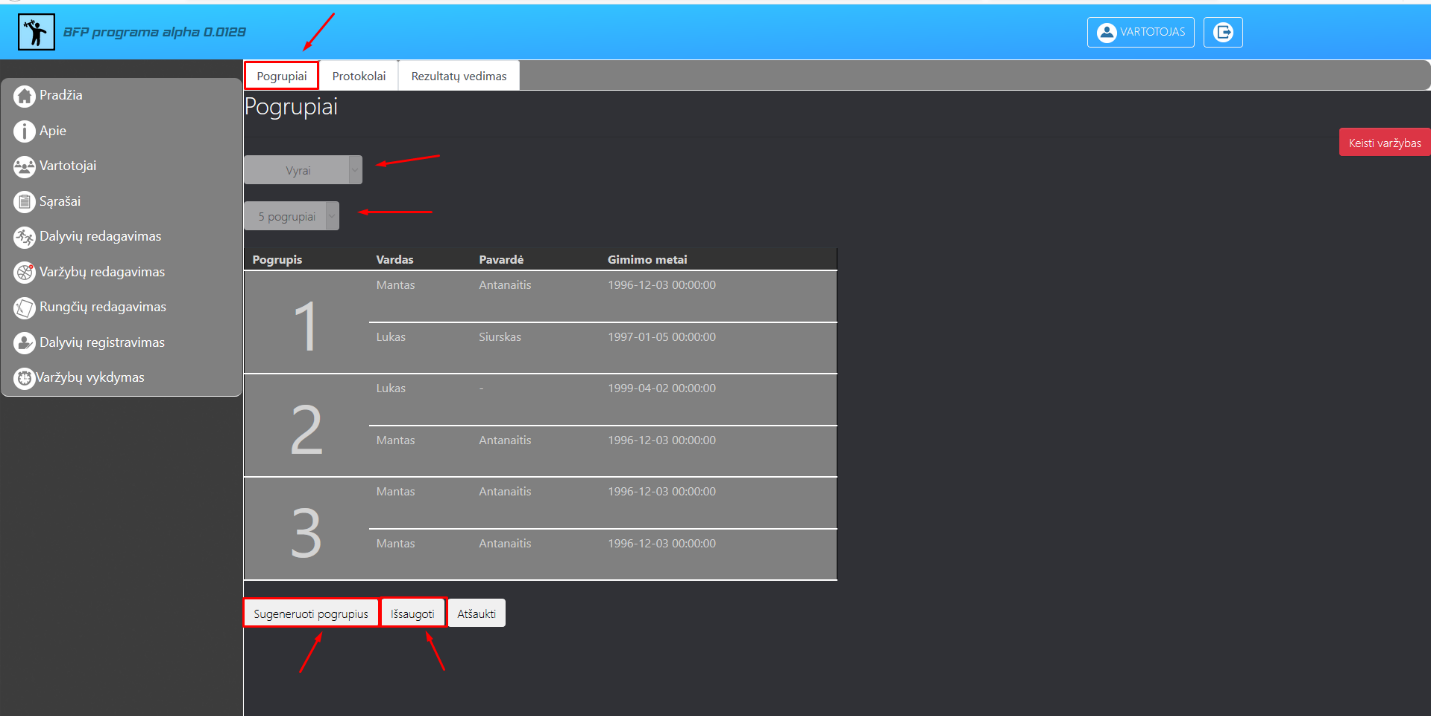 BFP programa alpha 0.0129
VARTOTOJAS
Pradžia
Apie
Vartotojai
Sąrašai
Dalyvių redagavimas
Varžybų redagavimas
Rungčių redagavimas
Dalyvių registravimas
Varžybų vykdymas
Pogrupiai Protokolai Rezultatų vedimas
Pogrupiai
Keisti varžybas
Vyrai
5 pogrupiai
Pogrupis Vardas Pavardė Gimimo metai
1
Mantas Antanaitis 1996-12-03 00:00:00
Lukas Siurskas 1997-01-05 00:00:00
2
Lukas - 1999-04-02 00:00:00
Mantas Antanaitis 1996-12-03 00:00:00
3
Mantas Antanaitis 1996-12-03 00:00:00
Mantas Antanaitis 1996-12-03 00:00:00
Sugeneruoti pogrupius Išsaugoti Atšaukti